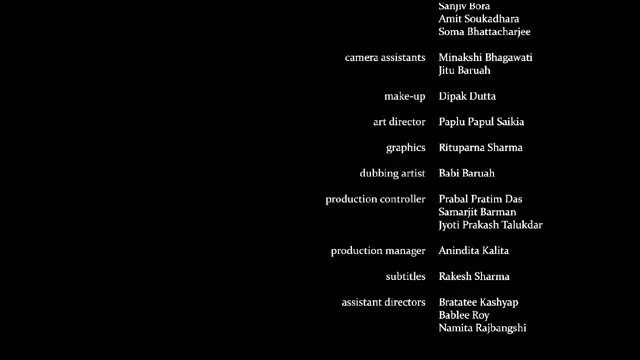 Sanjiv Bora
Amit Soukadhara
Soma Bhattacharjee
camera assistants Minakshi Bhagawati
Jitu Baruah
make-up Dipak Dutta
art director Paplu Papul Saikia
graphics Rituparna Sharma
dubbing artist Babi Baruah
production controller Prabal Pratim Das
Samarjit Barman
Jyoti Prakash Talukdar
production manager Anindita Kalita
subtitles Rakesh Sharma
assistant directors Bratatee Kashyap
Bablee Roy
Namita Rajbangshi